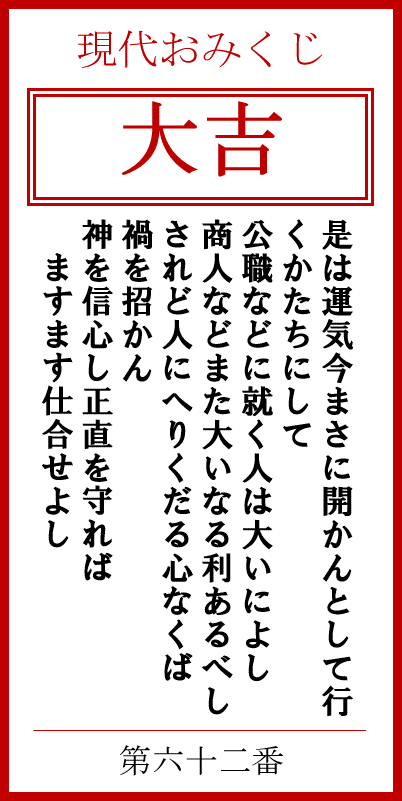 現代おみくじ
大吉
是は運気今まさに開かんとして行
くかたちにして
公職などに就く人は大いによし
商人などまた大いなる利あるべし
されど人にへりくだる心なくば
禍を招かん
神を信心し正直を守れば
ますます仕合せよし
第六十二番